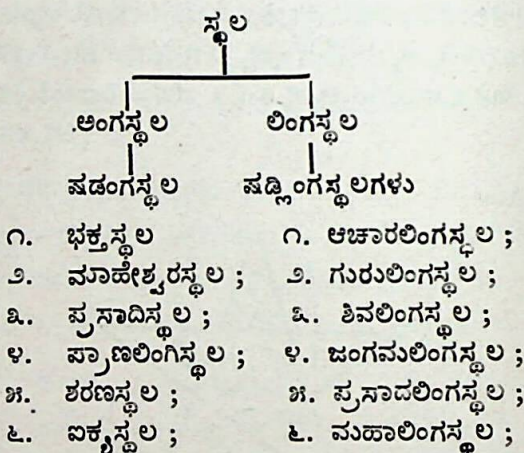 ಸ್ಥಲ
ಅಂಗಸ್ಥಲ ಲಿಂಗಸ್ಥಲ
ಷಡಂಗಸ್ಥಲ ಷಡ್ಲಿಂಗಸ್ಥಲಗಳು
೧. ಭಕ್ತಸ್ಥಲ ೧. ಆಚಾರಲಿಂಗಸ್ಥಲ ;
೨. ಮಾಹೇಶ್ವರಸ್ಥಲ ; ೨. ಗುರುಲಿಂಗಸ್ಥಲ ;
೩. ಪ್ರಸಾದಿಸ್ಥಲ ; ೩. ಶಿವಲಿಂಗಸ್ಥಲ ;
೪. ಪ್ರಾಣಲಿಂಗಿಸ್ಥಲ ; ೪. ಜಂಗಮಲಿಂಗಸ್ಥಲ ;
೫. ಶರಣಸ್ಥಲ ; ೫. ಪ್ರಸಾದಲಿಂಗಸ್ಥಲ ;
೬. ಐಕ್ಯಸ್ಥಲ ; ೬. ಮಹಾಲಿಂಗಸ್ಥಲ ;